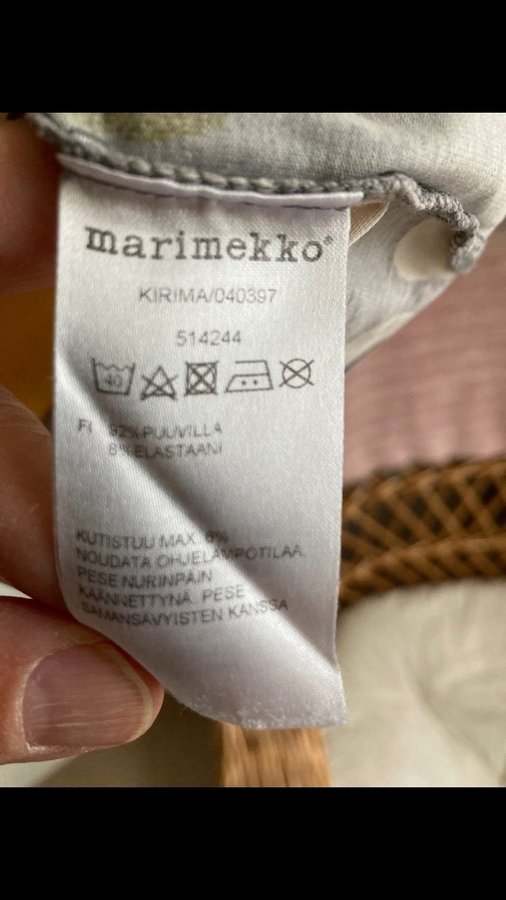 marimekko®
KIRIMA/040397
514244
40
FI 92% PUUVILLA
8% ELASTAANI
KUTISTUU MAX. 6%
NOUDATA OHJELÄMPÖTILAA.
PESE NURINPÄIN
KÄÄNNETTYNÄ. PESE
SAMANSÄVYISTEN KANSSA